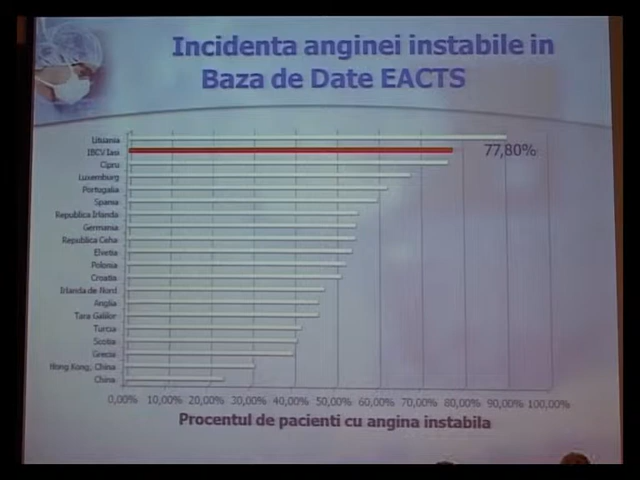 Incidenta anginei instabile in
Baza de Date EACTS
Lituania
IBCV Iasi
77,80%
Cipru
Luxemburg
Portugalia
Spania
Republica Irlanda
Germania
Republica Ceha
Elvetia
Polonia
Croatia
Irlanda de Nord
Anglia
Tara Galilor
Turcia
Scotia
Grecia
Hong Kong, China
China
0,00% 10,00% 20,00% 30,00% 40,00% 50,00% 60,00% 70,00% 80,00% 90,00% 100,00%
Procentul de pacienti cu angina instabila